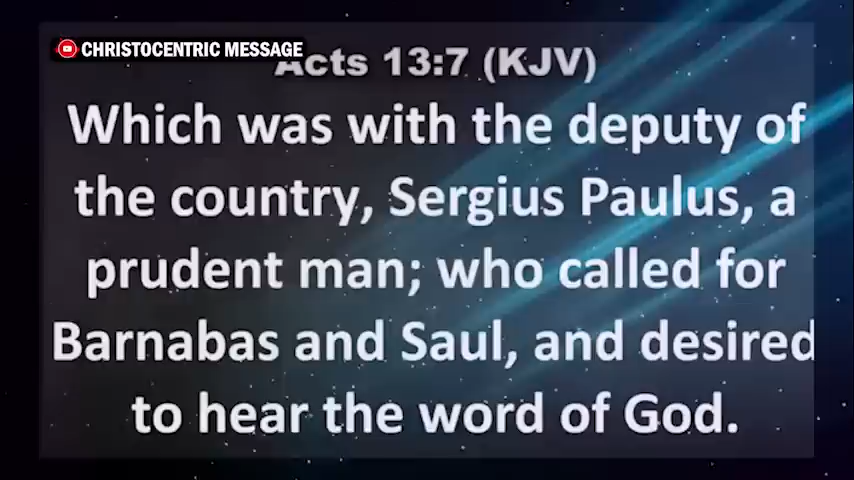 CHRISTOCENTRIC MESSAGE
Acts 13:7 (KJV)
Which was with the deputy of
the country, Sergius Paulus, a
prudent man; who called for
Barnabas and Saul, and desired
to hear the word of God.